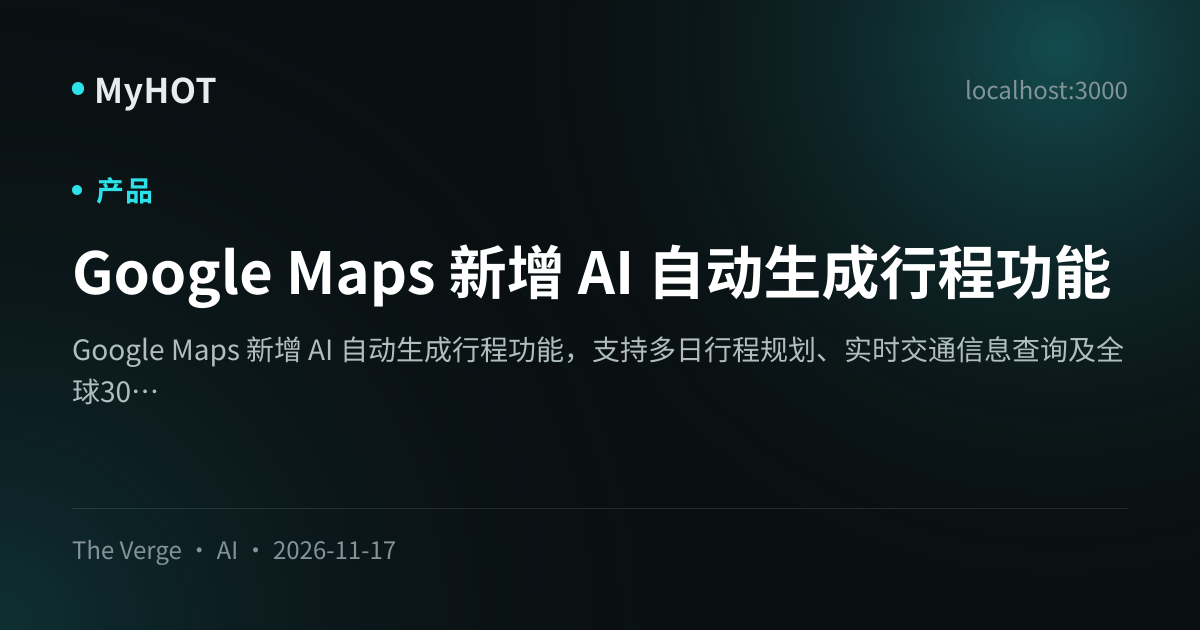 MyHOT
localhost:3000
产品
Google Maps 新增 AI 自动生成行程功能
Google Maps 新增 AI 自动生成行程功能，支持多日行程规划、实时交通信息查询及全
球30…
The Verge · AI · 2026-11-17